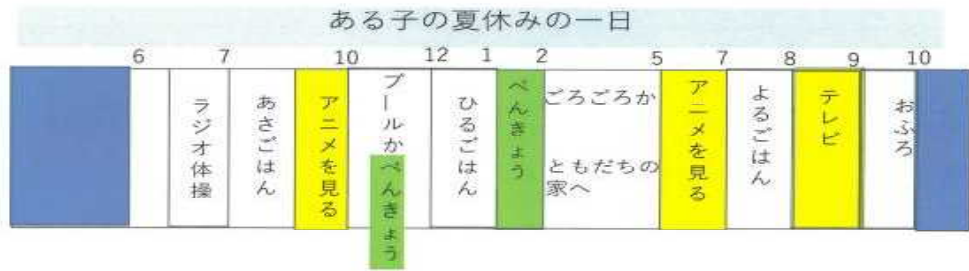 ある子の夏休みの一日
6 7 10 12 1 2 5 7 8 9 10
ラジオ体操
あさごはん
アニメを見る
プールかべんきょう
ひるごはん
べんきょう
ごろごろか
ともだちの
家へ
アニメを見る
よるごはん
テレビ
おふろ